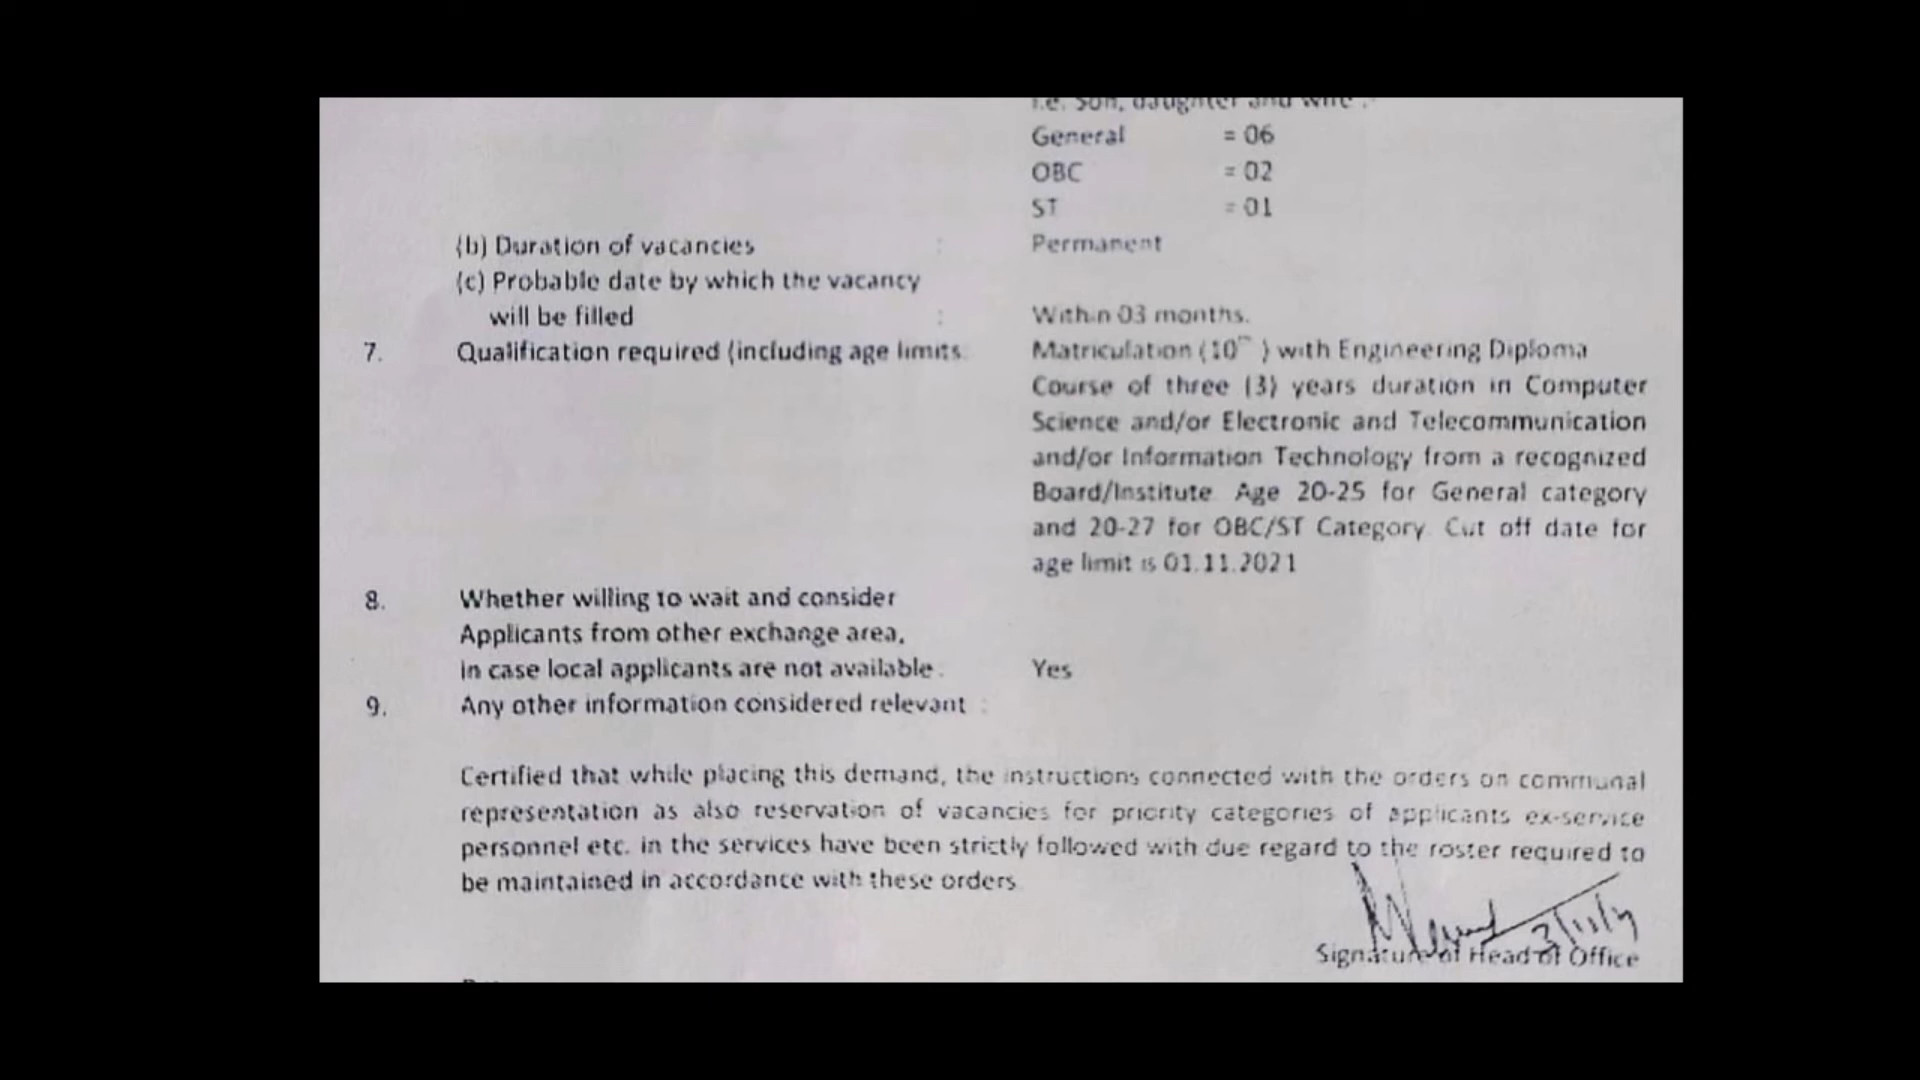 i.e. Son, daughter and wife :-
General = 06
OBC = 02
ST = 01
(b) Duration of vacancies : Permanent
(c) Probable date by which the vacancy
will be filled : Within 03 months.
7. Qualification required (including age limits: Matriculation (10th) with Engineering Diploma
Course of three (3) years duration in Computer
Science and/or Electronic and Telecommunication
and/or Information Technology from a recognized
Board/Institute. Age 20-25 for General category
and 20-27 for OBC/ST Category. Cut off date for
age limit is 01.11.2021
8. Whether willing to wait and consider
Applicants from other exchange area,
in case local applicants are not available : Yes
9. Any other information considered relevant :
Certified that while placing this demand, the instructions connected with the orders on communal
representation as also reservation of vacancies for priority categories of applicants ex-service
personnel etc. in the services have been strictly followed with due regard to the roster required to
be maintained in accordance with these orders
Signature of Head of Office